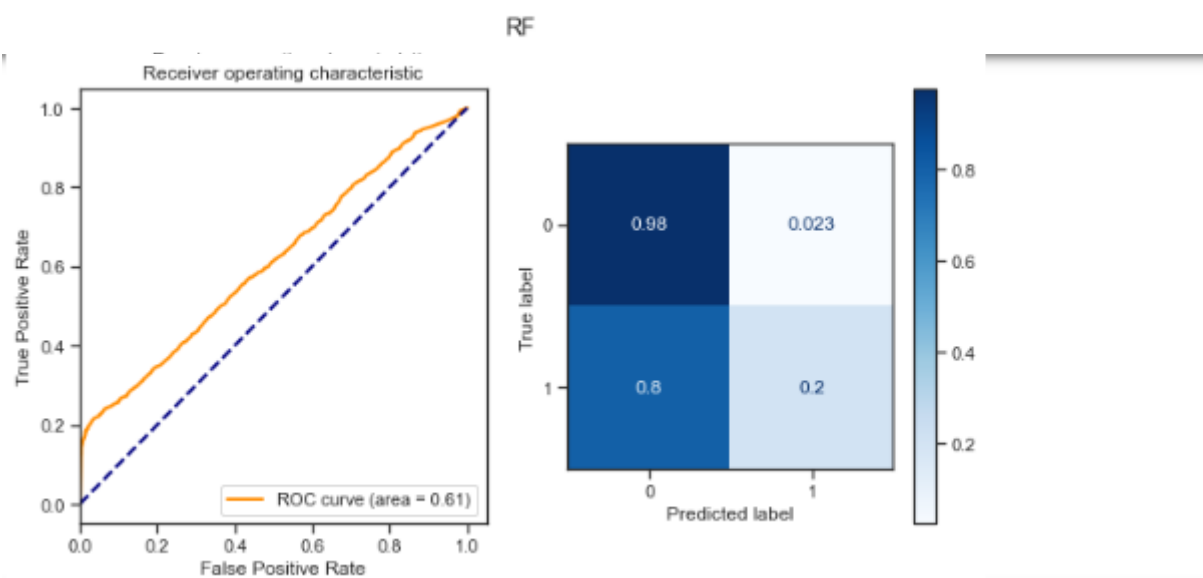 RF
Receiver operating characteristic
1.0
0.8
0.6
0.4
0.2
0.0
True Positive Rate
ROC curve (area = 0.61)
0.0 0.2 0.4 0.6 0.8 1.0
False Positive Rate
True label
0
1
0.98 0.023
0.8 0.2
0 1
Predicted label
0.8
0.6
0.4
0.2